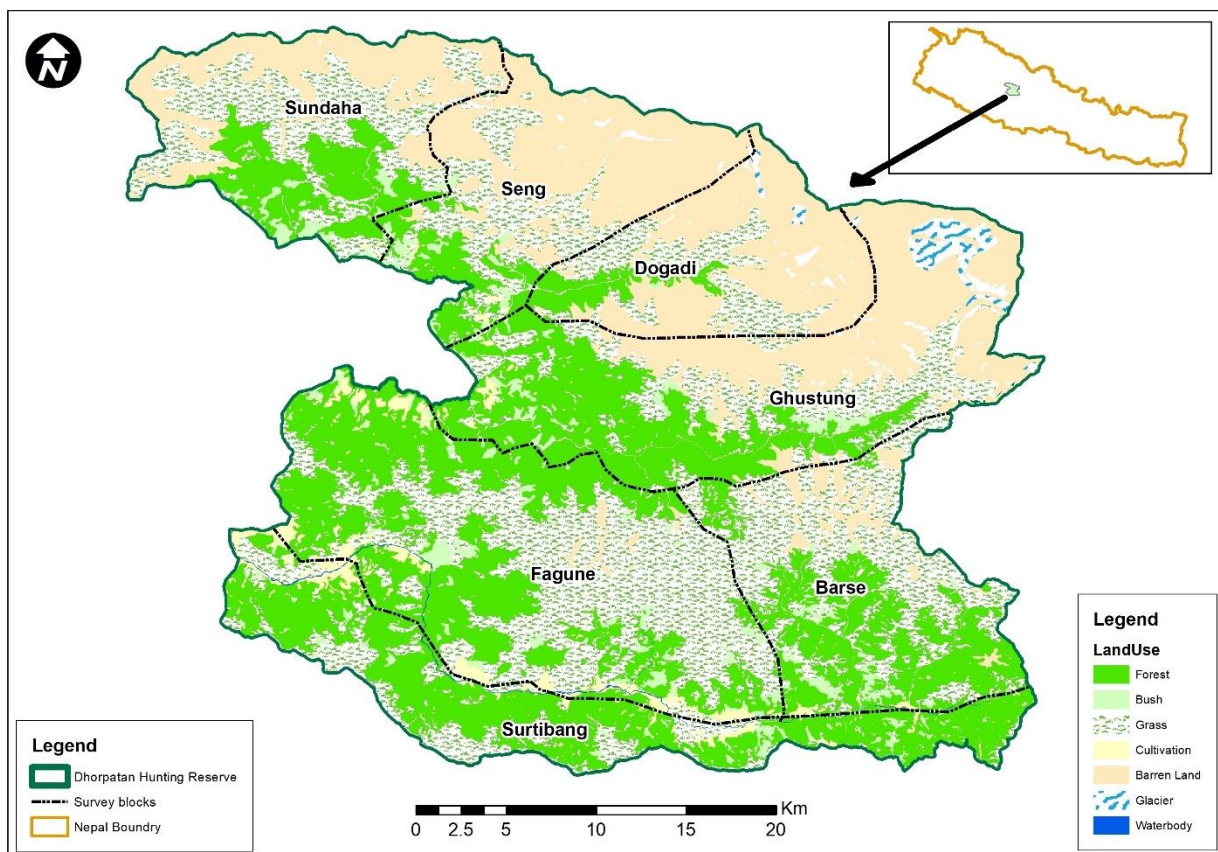 N
Sundaha
Seng
Dogadi
Ghustung
Fagune
Barse
Surtibang
Legend
Dhorpatan Hunting Reserve
Survey blocks
Nepal Boundry
Km
0 2.5 5 10 15 20
Legend
LandUse
Forest
Bush
Grass
Cultivation
Barren Land
Glacier
Waterbody